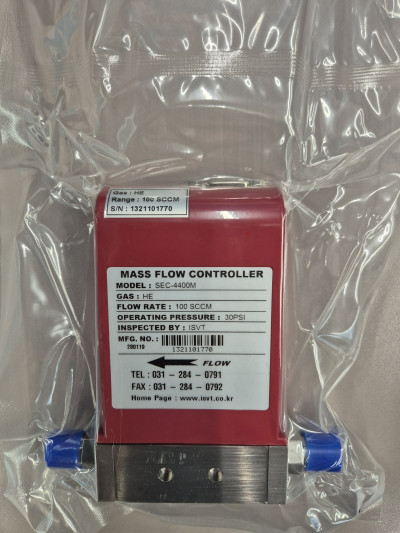 Gas : HE
Range : 100 SCCM
S/N : 1321101770
MASS FLOW CONTROLLER
MODEL : SEC-4400M
GAS : HE
FLOW RATE : 100 SCCM
OPERATING PRESSURE : 30PSI
INSPECTED BY : ISVT
MFG. NO. :
280119 1321101770
FLOW
TEL : 031 - 284 - 0791
FAX : 031 - 284 - 0792
Home Page : www.isvt.co.kr